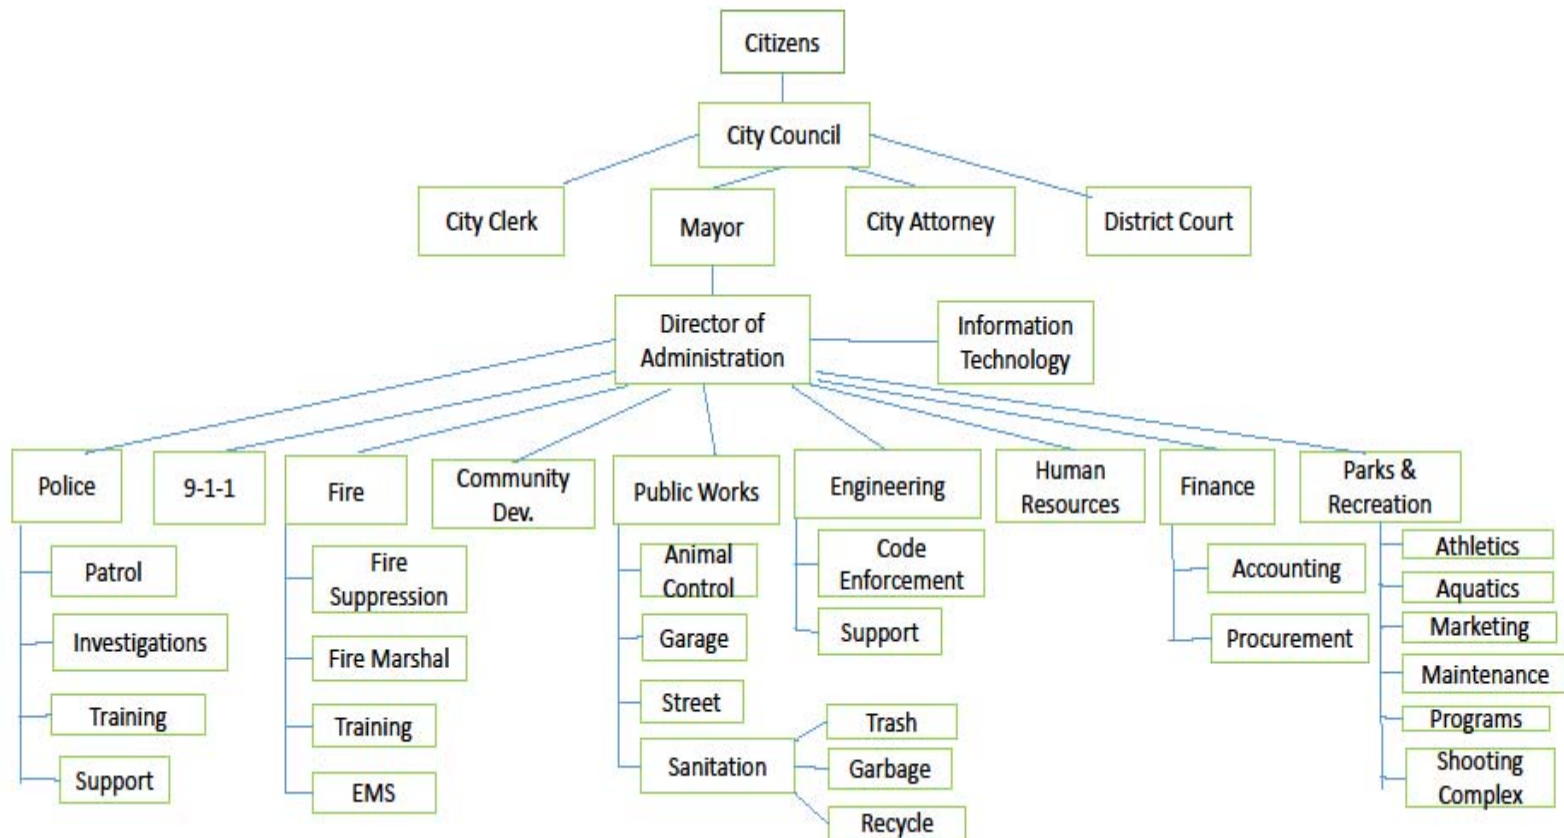 Citizens
City Council
City Clerk
Mayor
City Attorney
District Court
Director of
Administration
Information
Technology
Police
9-1-1
Fire
Community
Dev.
Public Works
Engineering
Human
Resources
Finance
Parks &
Recreation
Patrol
Investigations
Training
Support
Fire
Suppression
Fire Marshal
Training
EMS
Animal
Control
Garage
Street
Sanitation
Trash
Garbage
Recycle
Code
Enforcement
Support
Accounting
Procurement
Athletics
Aquatics
Marketing
Maintenance
Programs
Shooting
Complex